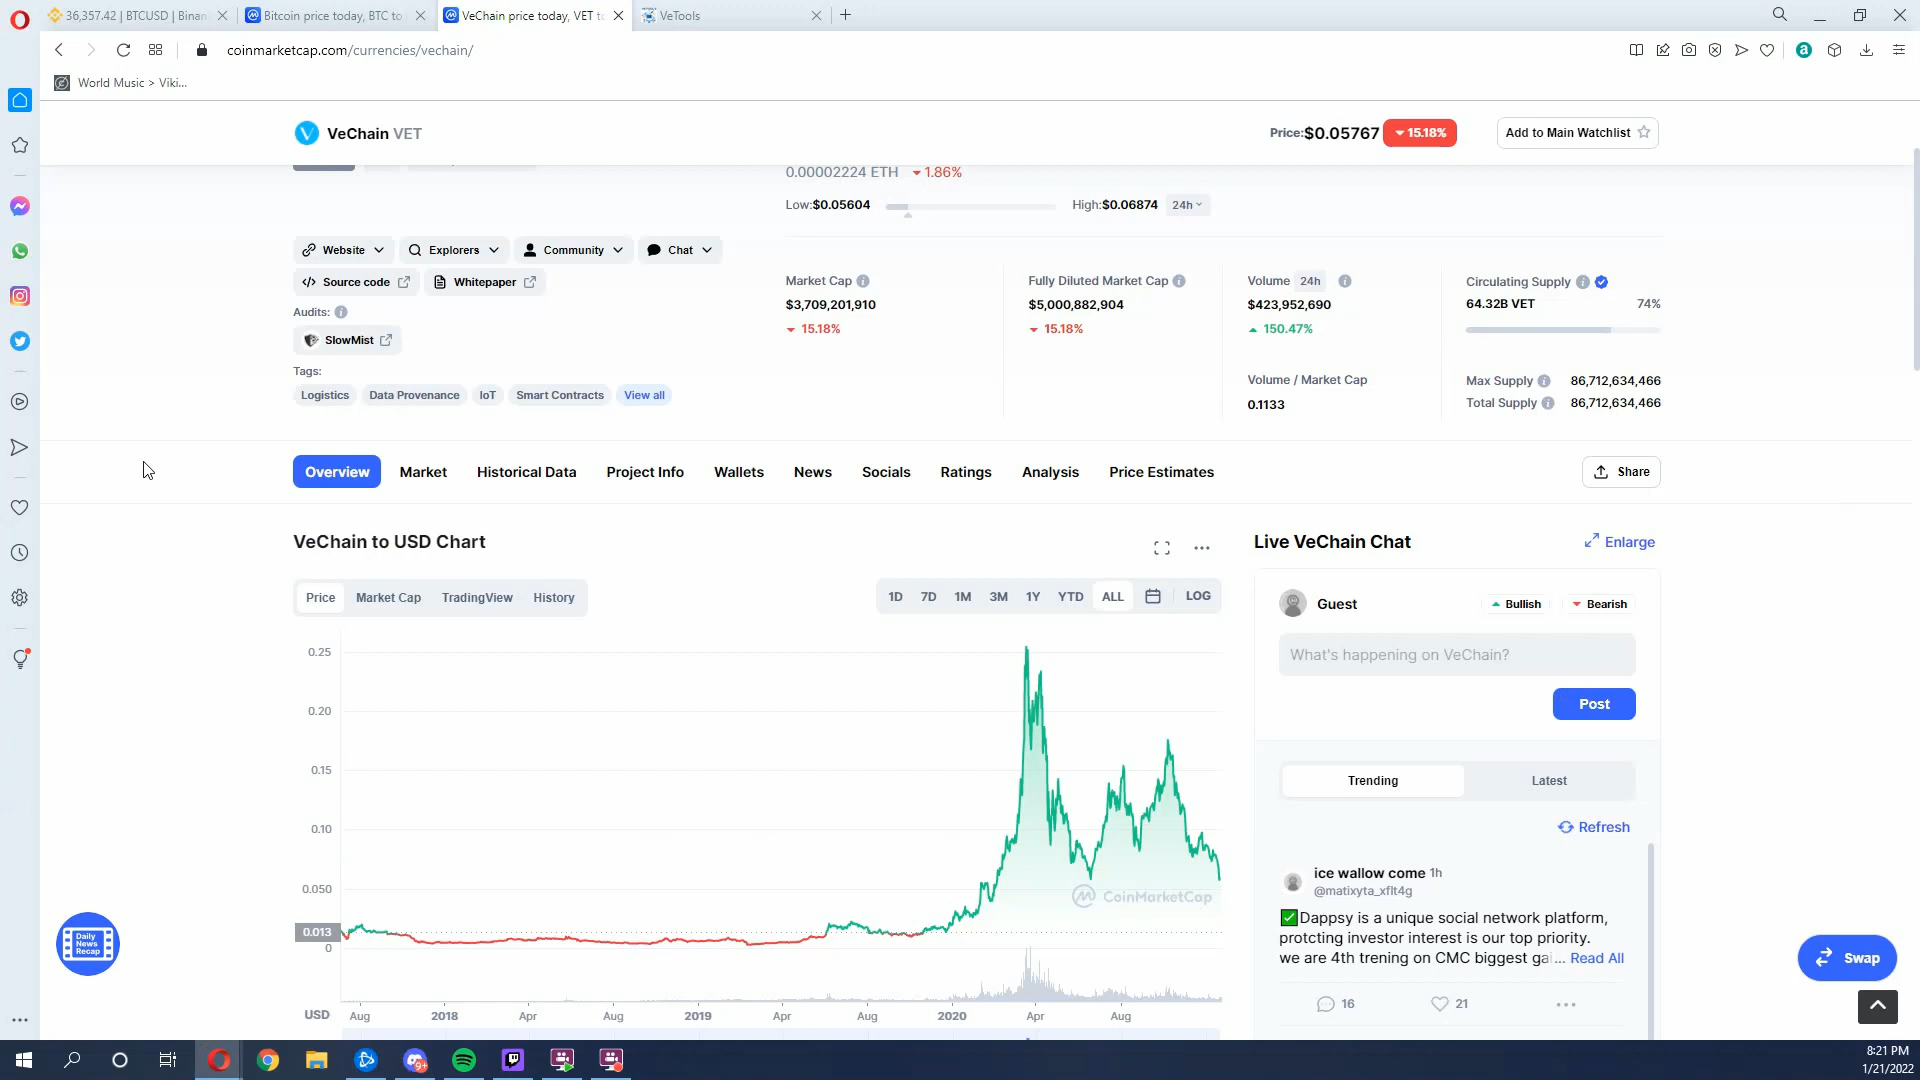 36,357.42 | BTCUSD | Binan
Bitcoin price today, BTC to
VeChain price today, VET to
VeTools
coinmarketcap.com/currencies/vechain/
World Music > Viki...
VeChain VET
Price:$0.05767
15.18%
Add to Main Watchlist
0.00002224 ETH
1.86%
Low:$0.05604
High:$0.06874
24h
Website
Explorers
Community
Chat
Source code
Whitepaper
Audits:
SlowMist
Tags:
Logistics
Data Provenance
IoT
Smart Contracts
View all
Market Cap
$3,709,201,910
15.18%
Fully Diluted Market Cap
$5,000,882,904
15.18%
Volume 24h
$423,952,690
150.47%
Volume / Market Cap
0.1133
Circulating Supply
64.32B VET
74%
Max Supply
86,712,634,466
Total Supply
86,712,634,466
Overview
Market
Historical Data
Project Info
Wallets
News
Socials
Ratings
Analysis
Price Estimates
Share
VeChain to USD Chart
Price
Market Cap
TradingView
History
1D
7D
1M
3M
1Y
YTD
ALL
LOG
0.25
0.20
0.15
0.10
0.050
0.013
0
CoinMarketCap
USD
Aug
2018
Apr
Aug
2019
Apr
Aug
2020
Apr
Aug
Live VeChain Chat
Enlarge
Guest
Bullish
Bearish
What's happening on VeChain?
Post
Trending
Latest
Refresh
ice wallow come 1h
@matixyta_xflt4g
Dappsy is a unique social network platform,
protcting investor interest is our top priority.
we are 4th trening on CMC biggest gai... Read All
16
21
Daily
News
Recap
Swap
9+
8:21 PM
1/21/2022